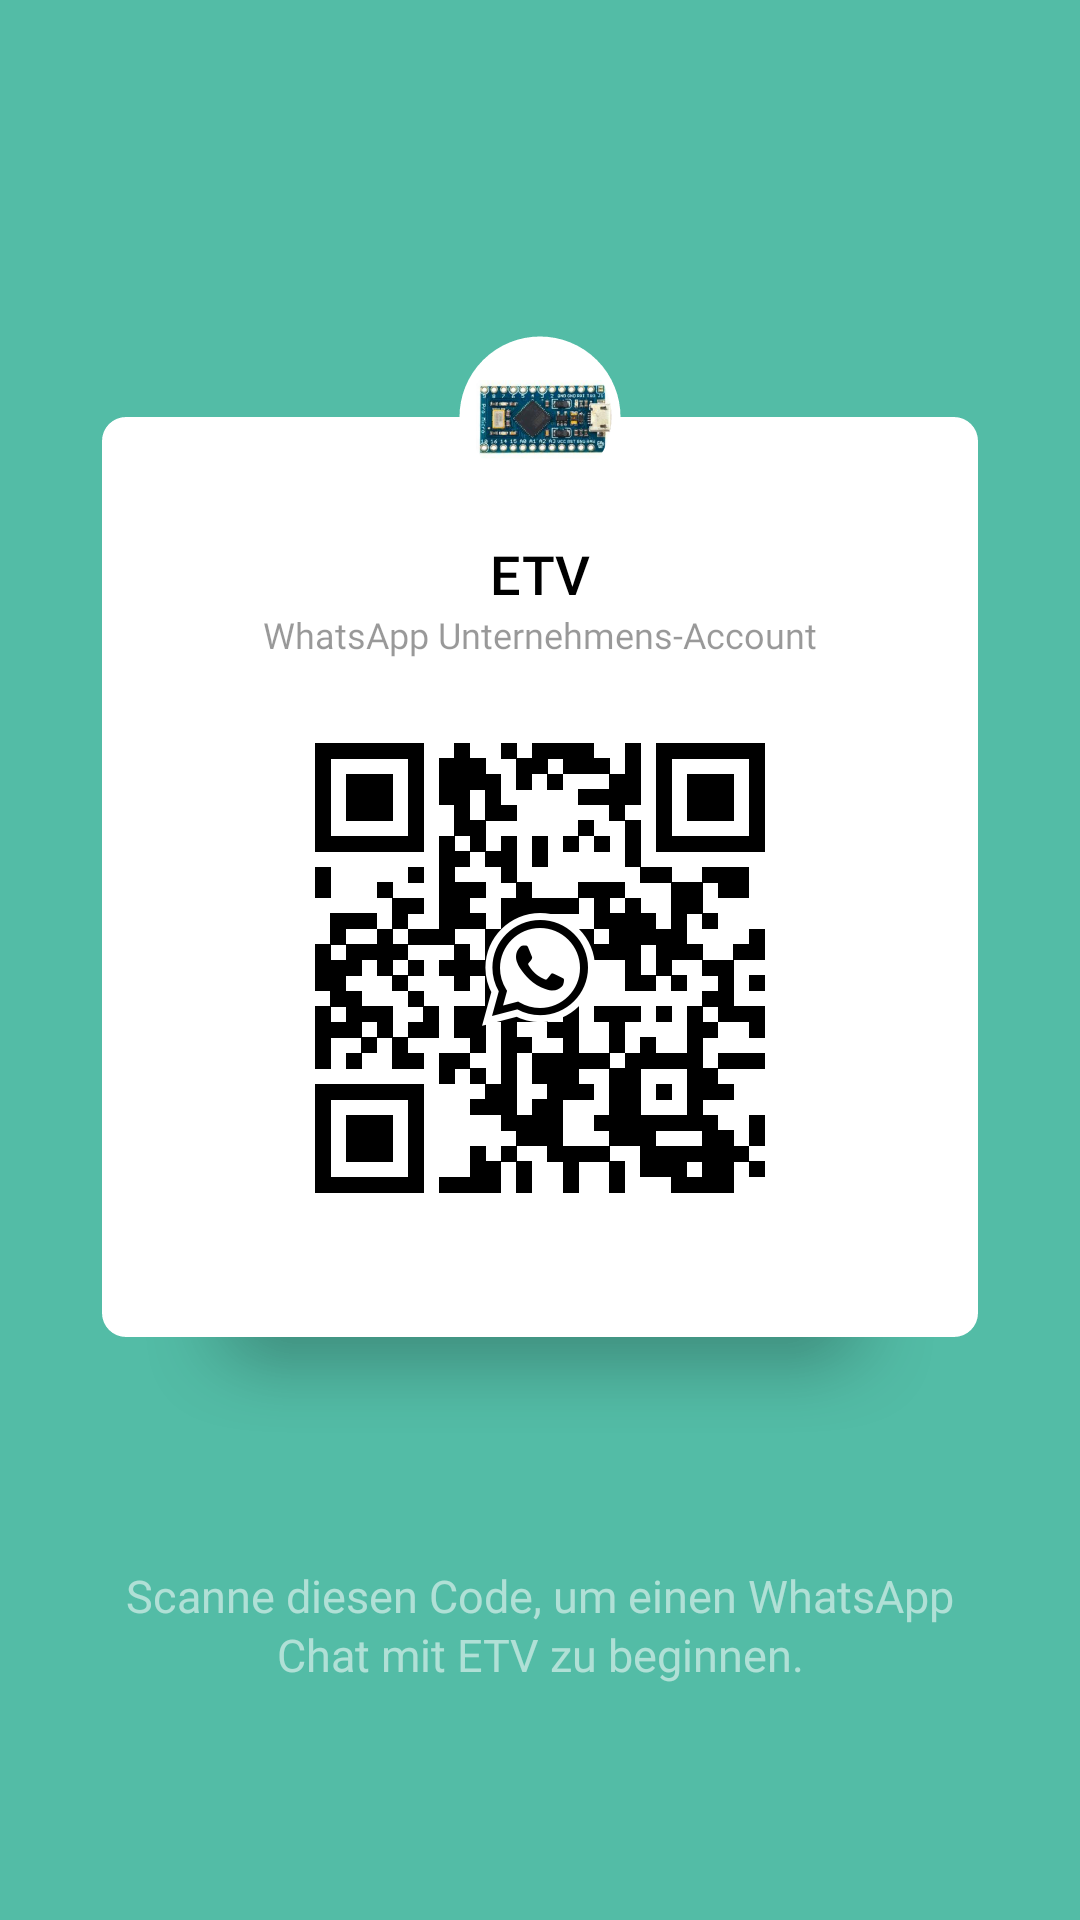 ETV
WhatsApp Unternehmens-Account
Scanne diesen Code, um einen WhatsApp
Chat mit ETV zu beginnen.